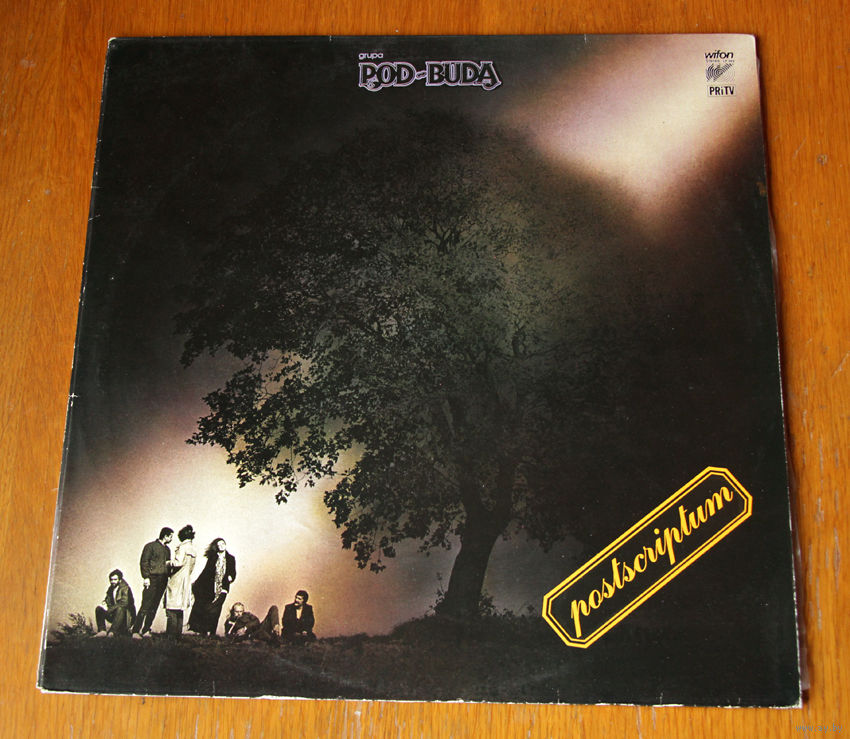 grupa
POD-BUDĄ
wifon
PRiTV
postscriptum